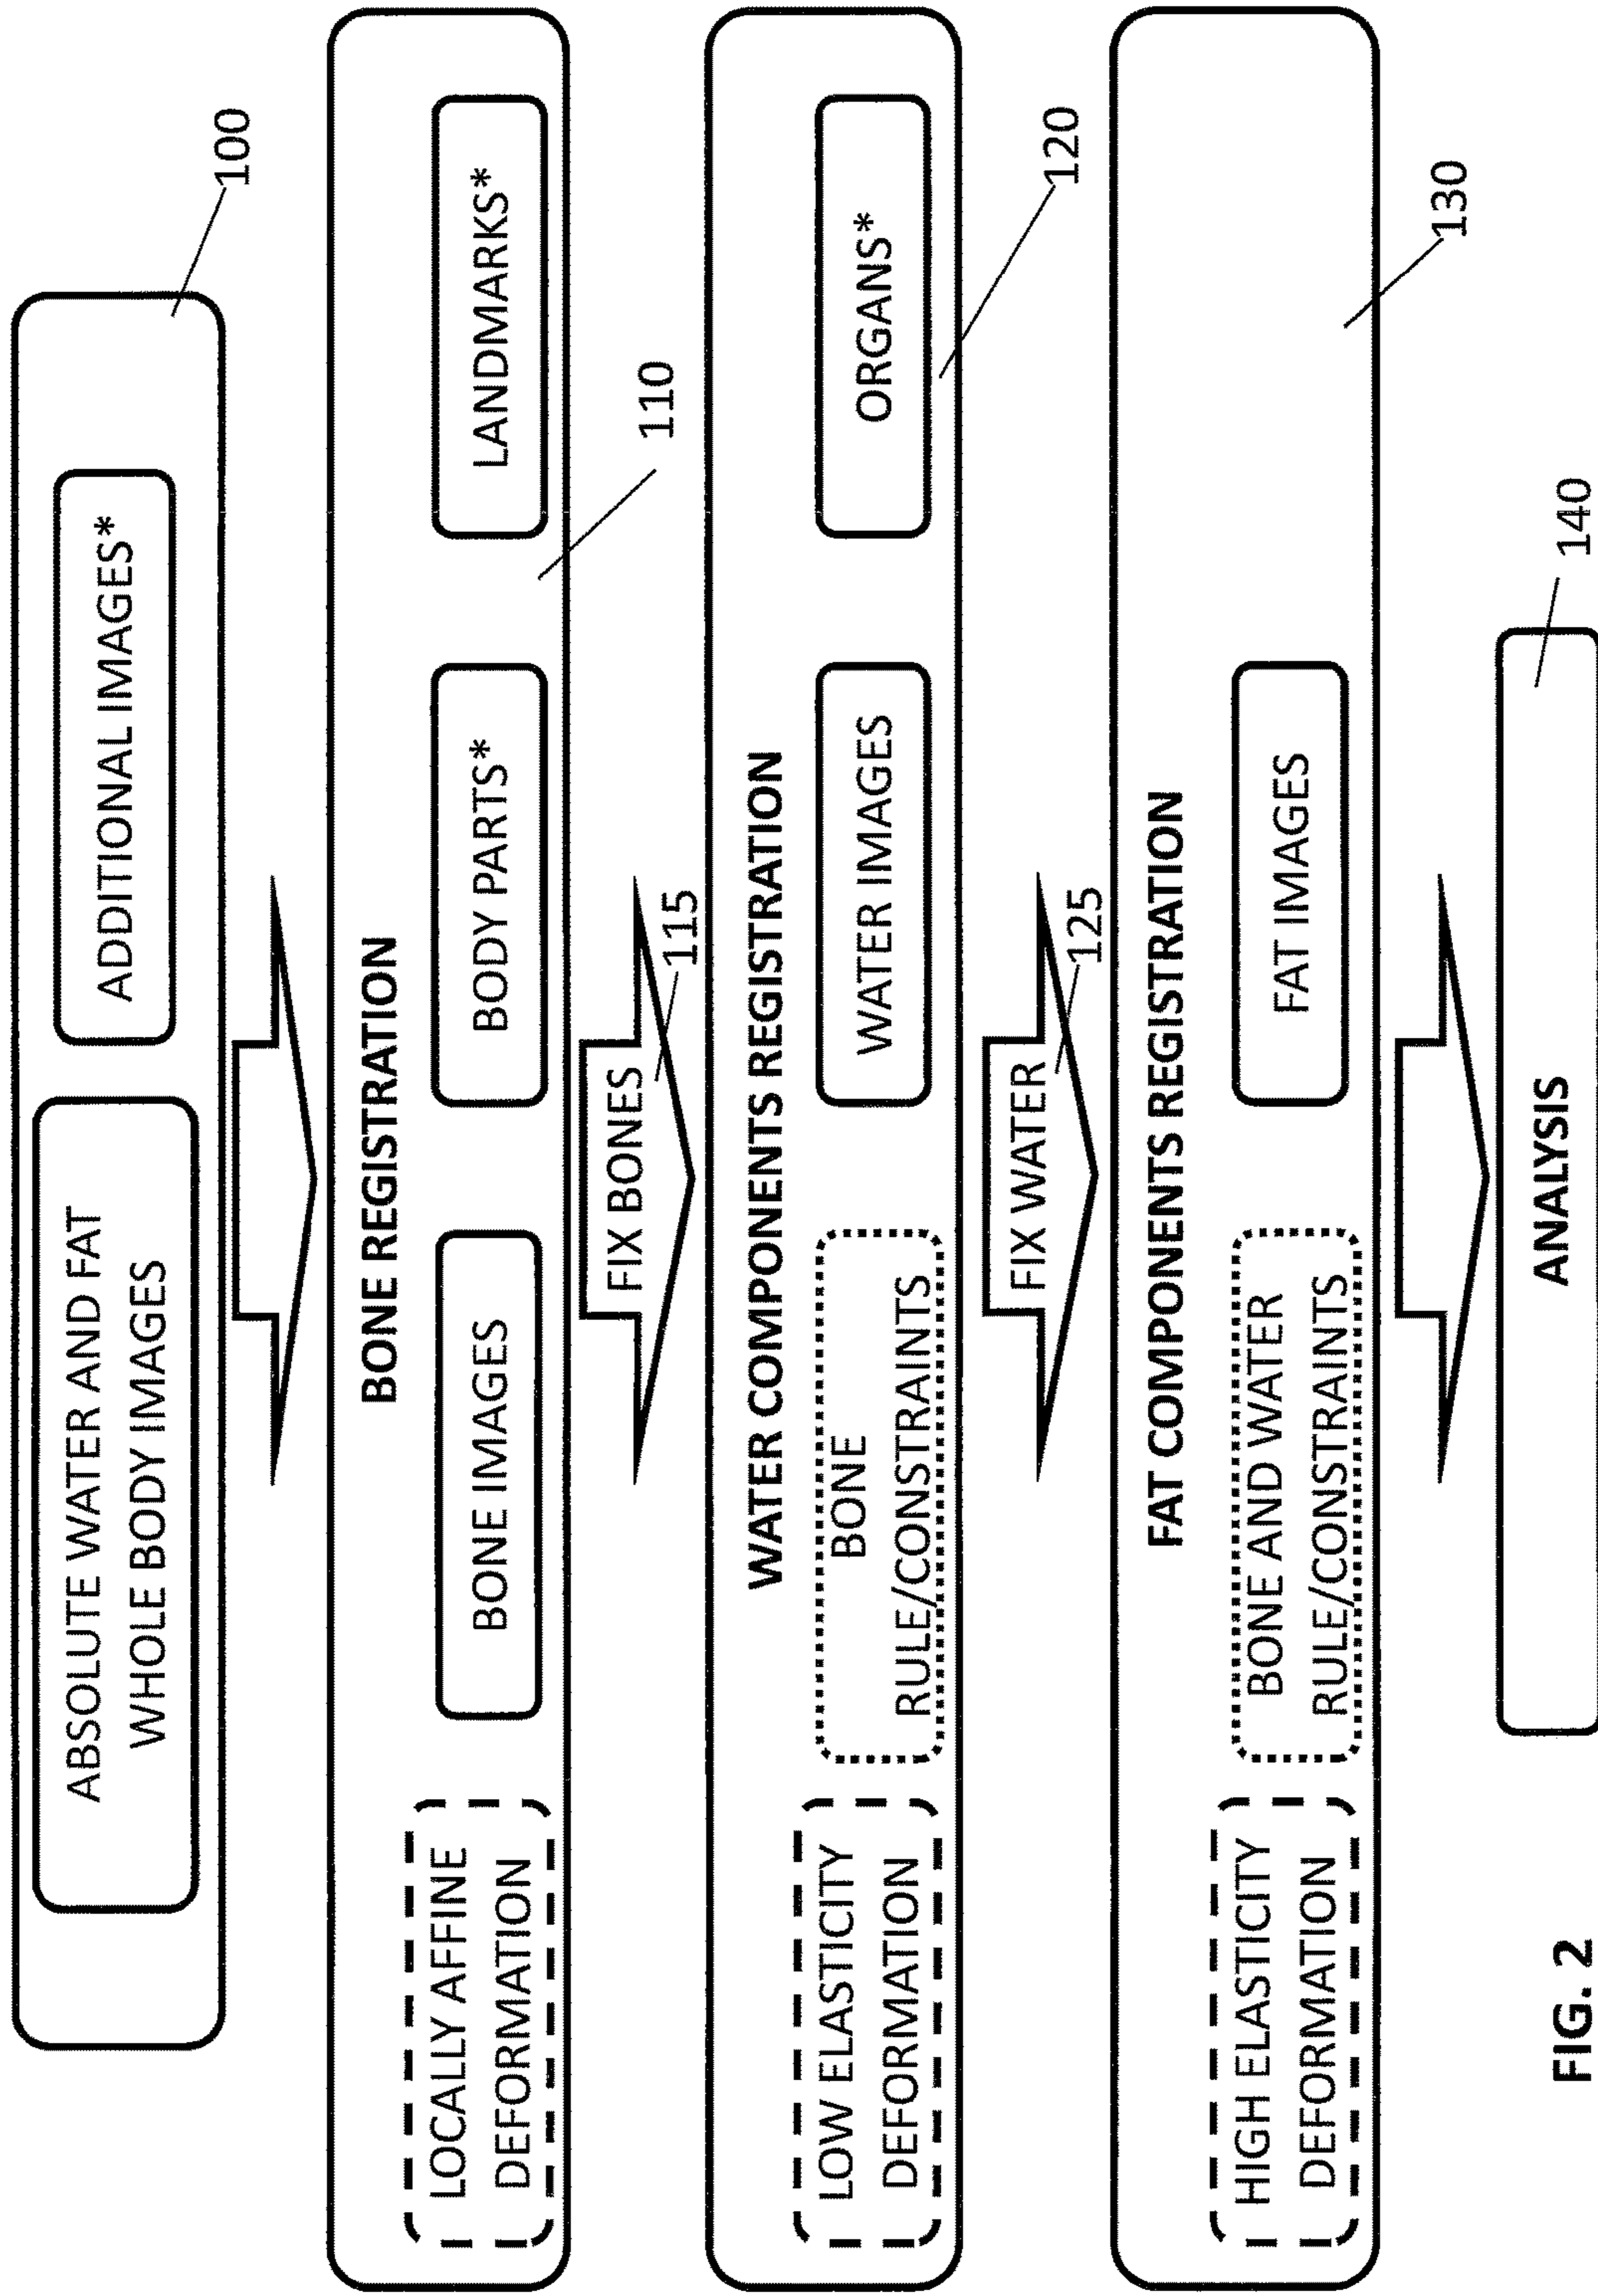 ABSOLUTE WATER AND FAT
WHOLE BODY IMAGES
ADDITIONAL IMAGES*
100
BONE REGISTRATION
LOCALLY AFFINE
DEFORMATION
BONE IMAGES
BODY PARTS*
LANDMARKS*
110
FIX BONES
115
WATER COMPONENTS REGISTRATION
LOW ELASTICITY
DEFORMATION
BONE
RULE/CONSTRAINTS
WATER IMAGES
ORGANS*
120
FIX WATER
125
FAT COMPONENTS REGISTRATION
HIGH ELASTICITY
DEFORMATION
BONE AND WATER
RULE/CONSTRAINTS
FAT IMAGES
130
ANALYSIS
140
FIG. 2